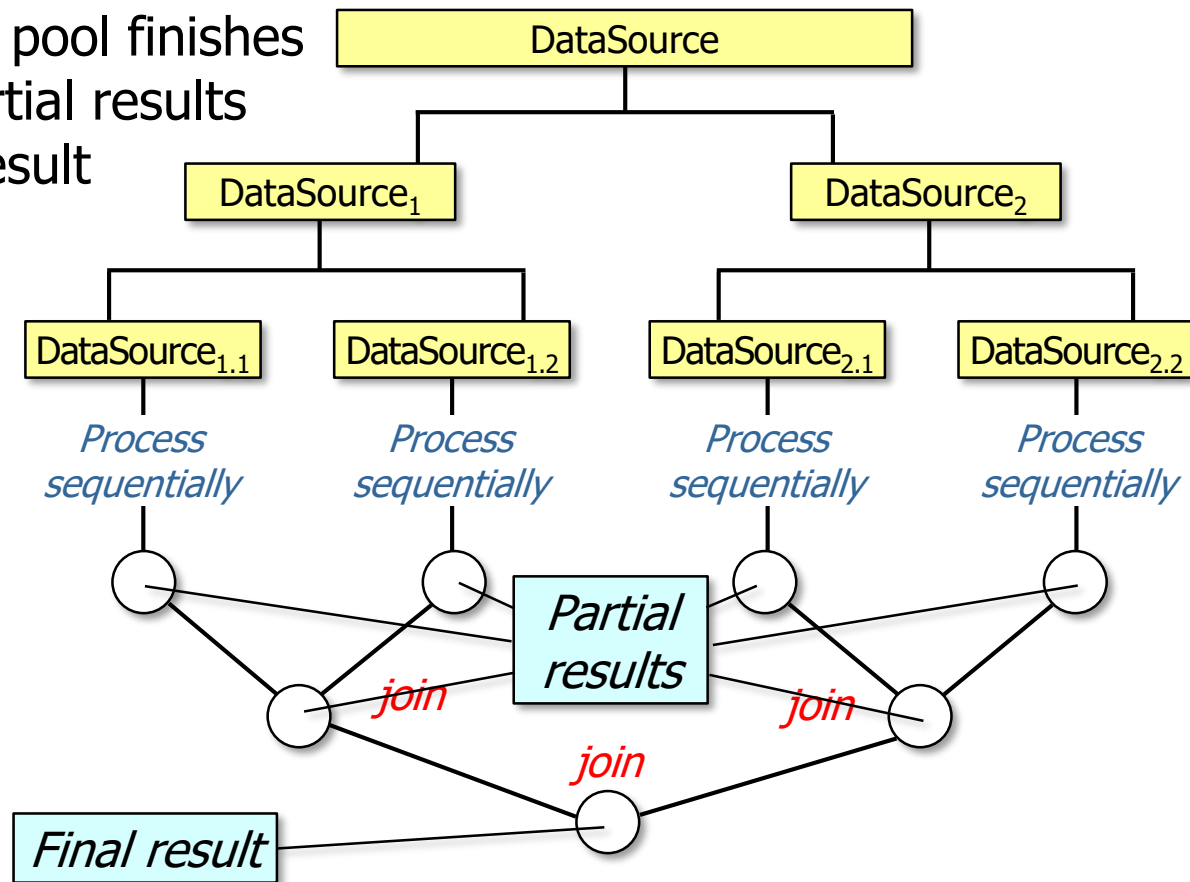 pool finishes
rtial results
esult
DataSource
DataSource₁
DataSource₂
DataSource₁.₁
DataSource₁.₂
DataSource₂.₁
DataSource₂.₂
Process
sequentially
Process
sequentially
Process
sequentially
Process
sequentially
Partial
results
join
join
join
Final result